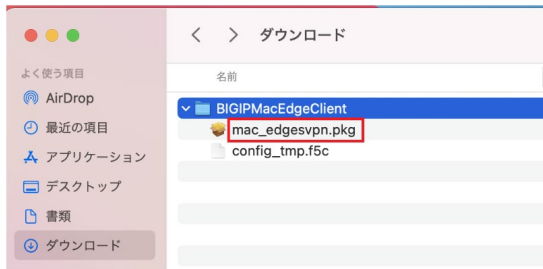 ダウンロード
よく使う項目
AirDrop
最近の項目
アプリケーション
デスクトップ
書類
ダウンロード
名前
BIGIPMacEdgeClient
mac_edgesvpn.pkg
config_tmp.f5c